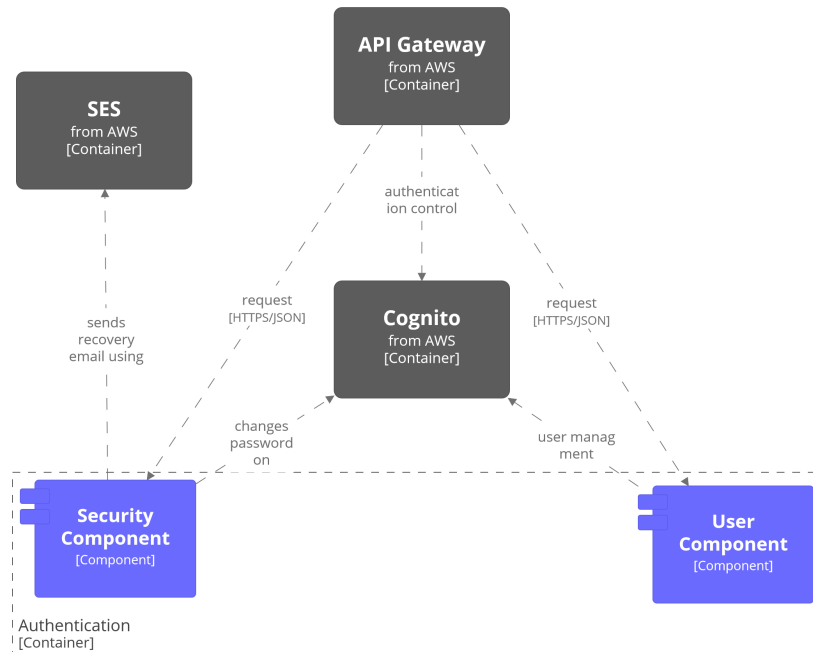 API Gateway
from AWS
[Container]
SES
from AWS
[Container]
authenticat
ion control
request
[HTTPS/JSON]
request
[HTTPS/JSON]
Cognito
from AWS
[Container]
sends
recovery
email using
changes
password
on
user manag
ment
Security
Component
[Component]
User
Component
[Component]
Authentication
[Container]